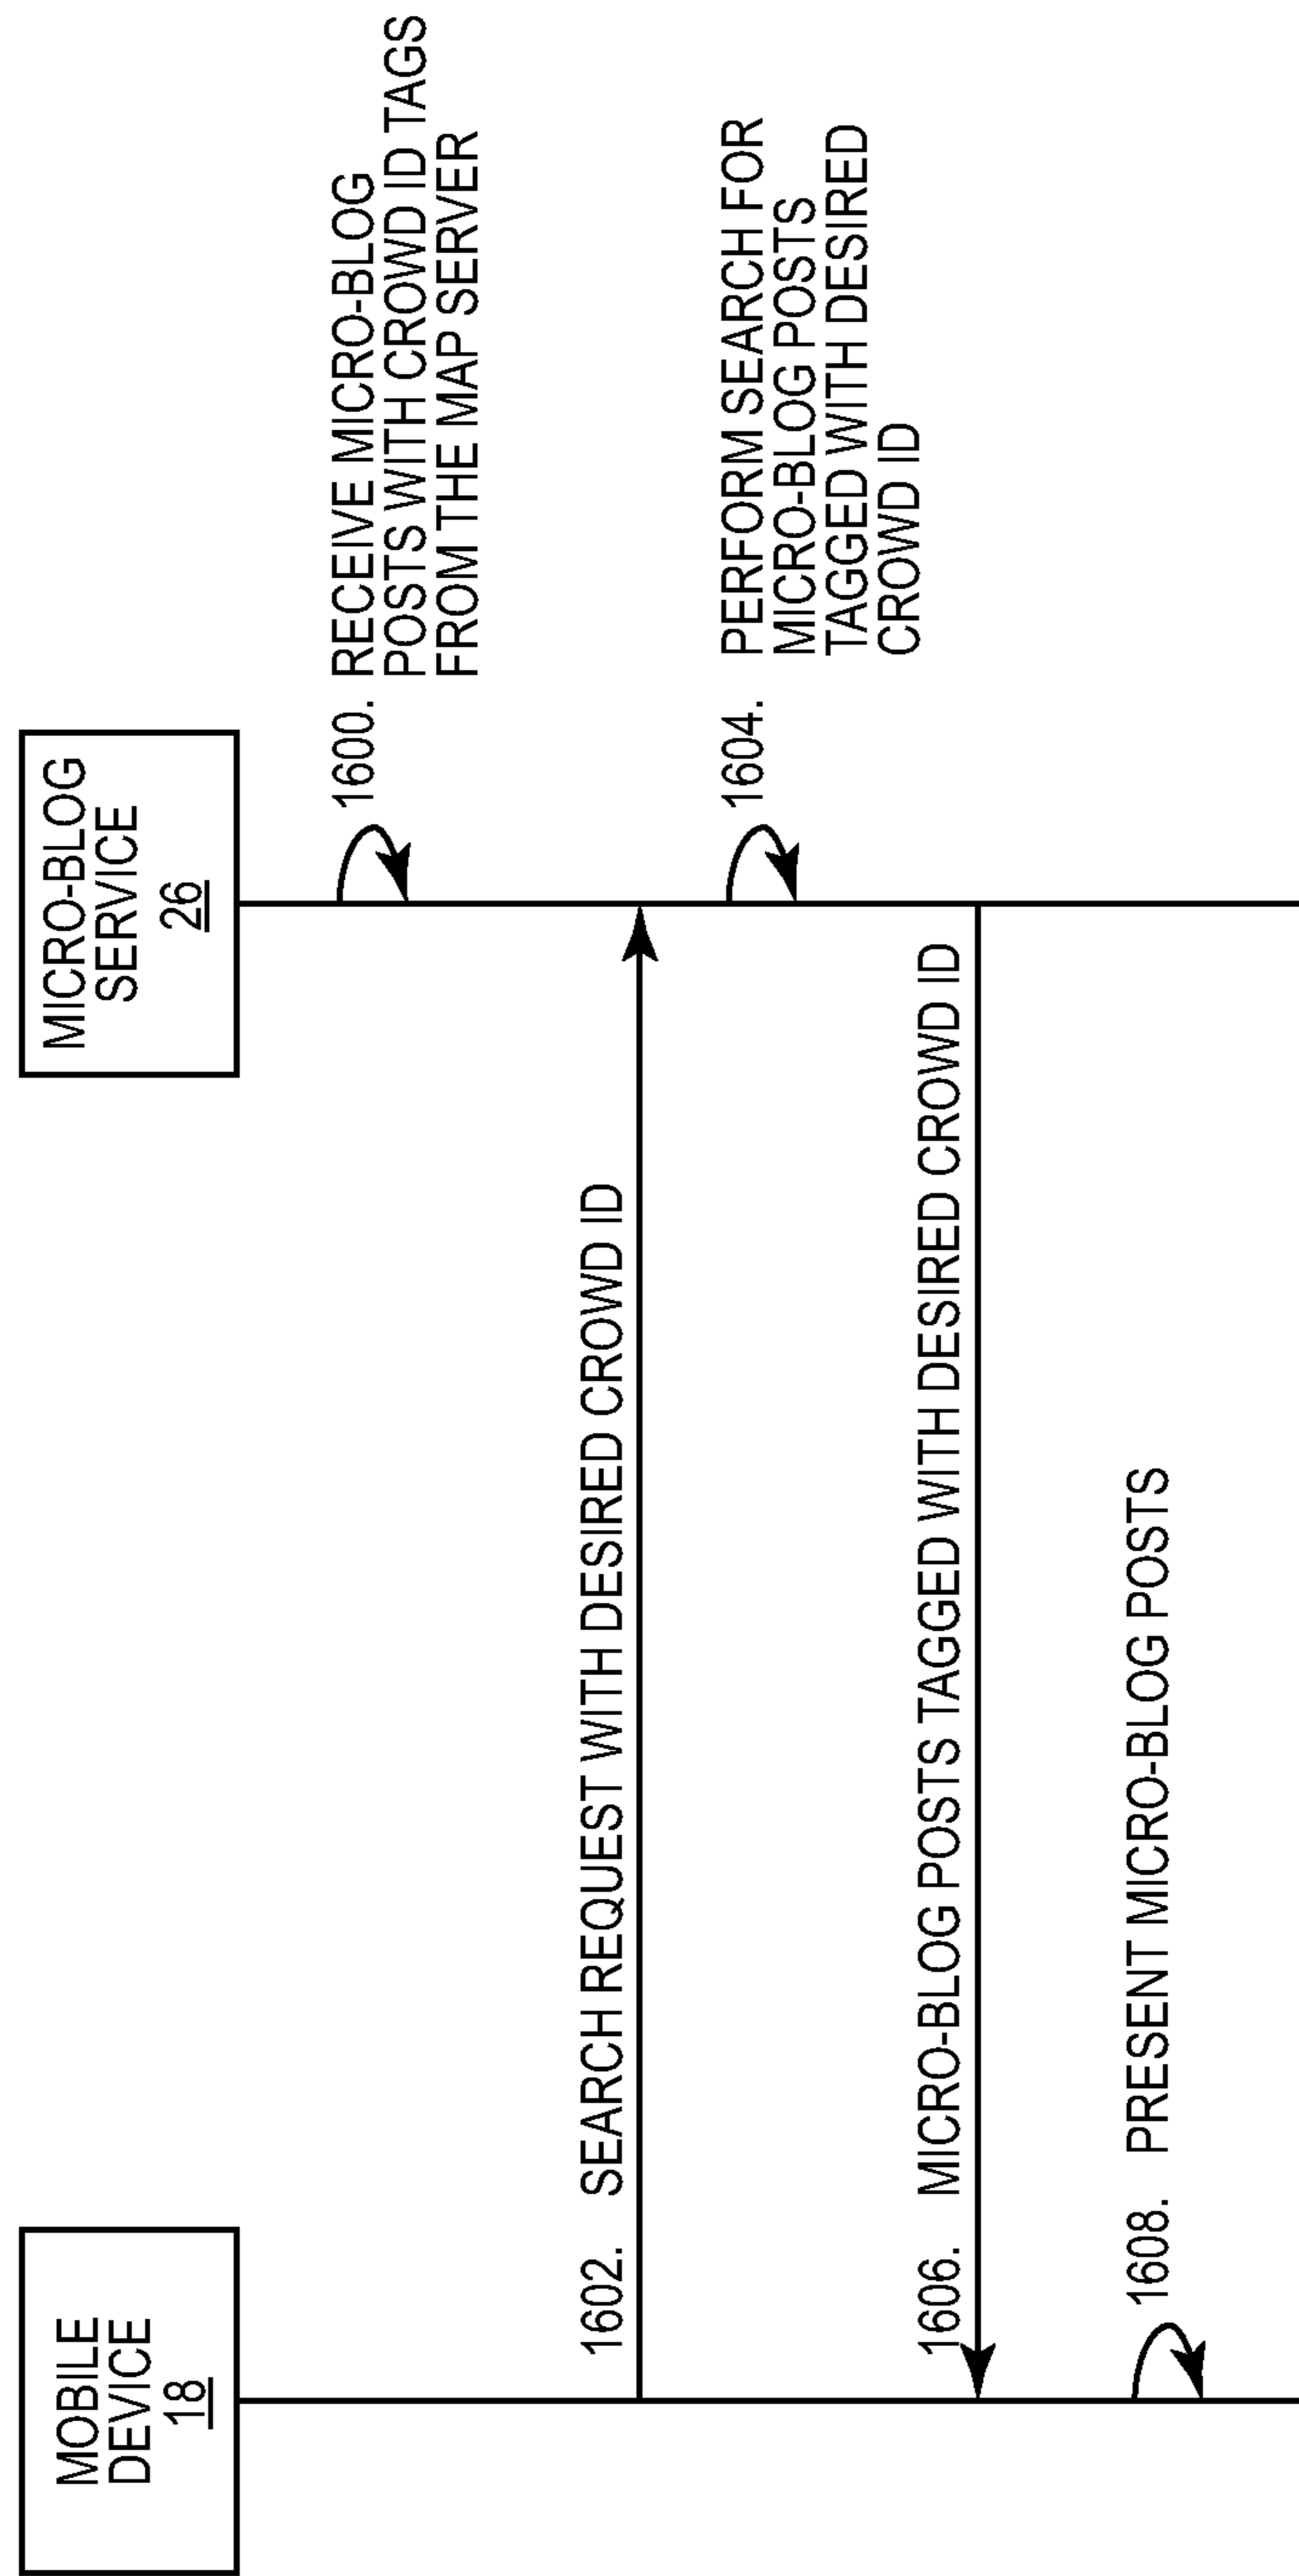 MOBILE
DEVICE
18
MICRO-BLOG
SERVICE
26
1600. RECEIVE MICRO-BLOG
POSTS WITH CROWD ID TAGS
FROM THE MAP SERVER
1602. SEARCH REQUEST WITH DESIRED CROWD ID
1604. PERFORM SEARCH FOR
MICRO-BLOG POSTS
TAGGED WITH DESIRED
CROWD ID
1606. MICRO-BLOG POSTS TAGGED WITH DESIRED CROWD ID
1608. PRESENT MICRO-BLOG POSTS